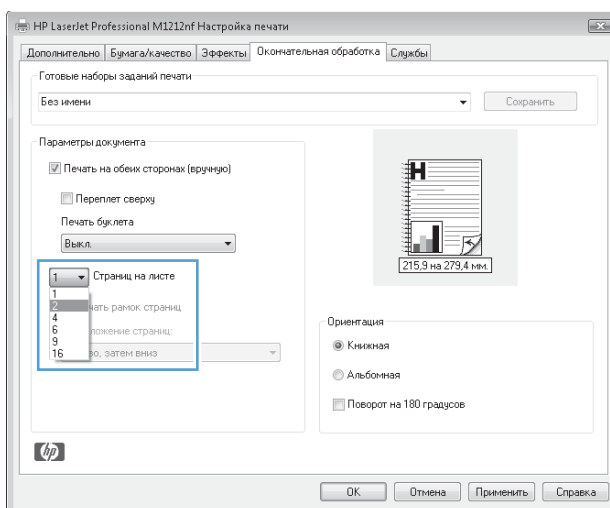 HP LaserJet Professional M1212nf Настройка печати
Дополнительно Бумага/качество Эффекты Окончательная обработка Службы
Готовые наборы заданий печати
Без имени
Сохранить
Параметры документа
Печать на обеих сторонах (вручную)
Переплет сверху
Печать буклета
Выкл.
1 Страниц на листе
1
2 чать рамок страниц
4
6 ложение страниц:
9
16 во, затем вниз
H
215,9 на 279,4 мм.
Ориентация
Книжная
Альбомная
Поворот на 180 градусов
hp
OK Отмена Применить Справка